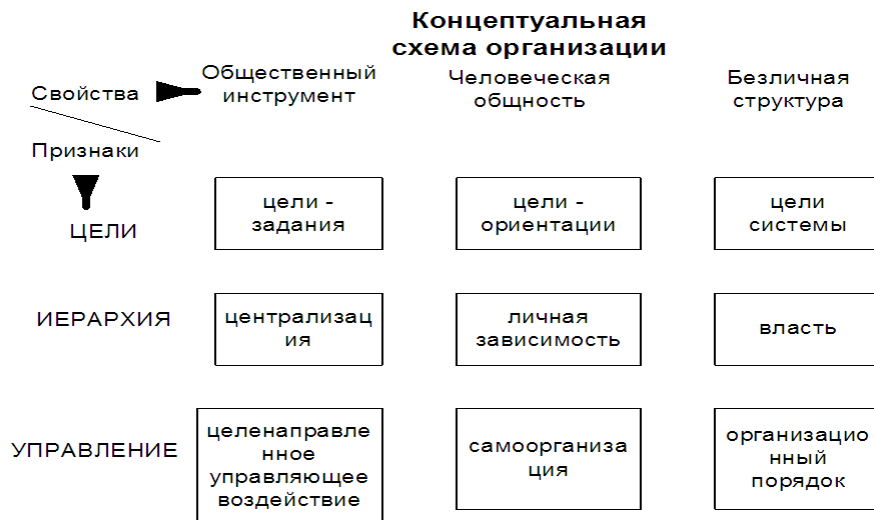 Концептуальная
схема организации
Общественный
инструмент
Человеческая
общность
Безличная
структура
Свойства
Признаки
ЦЕЛИ
цели -
задания
цели -
ориентации
цели
системы
ИЕРАРХИЯ
централизац
ия
личная
зависимость
власть
УПРАВЛЕНИЕ
целенаправле
нное
управляющее
воздействие
самоорганиза
ция
организацио
нный
порядок